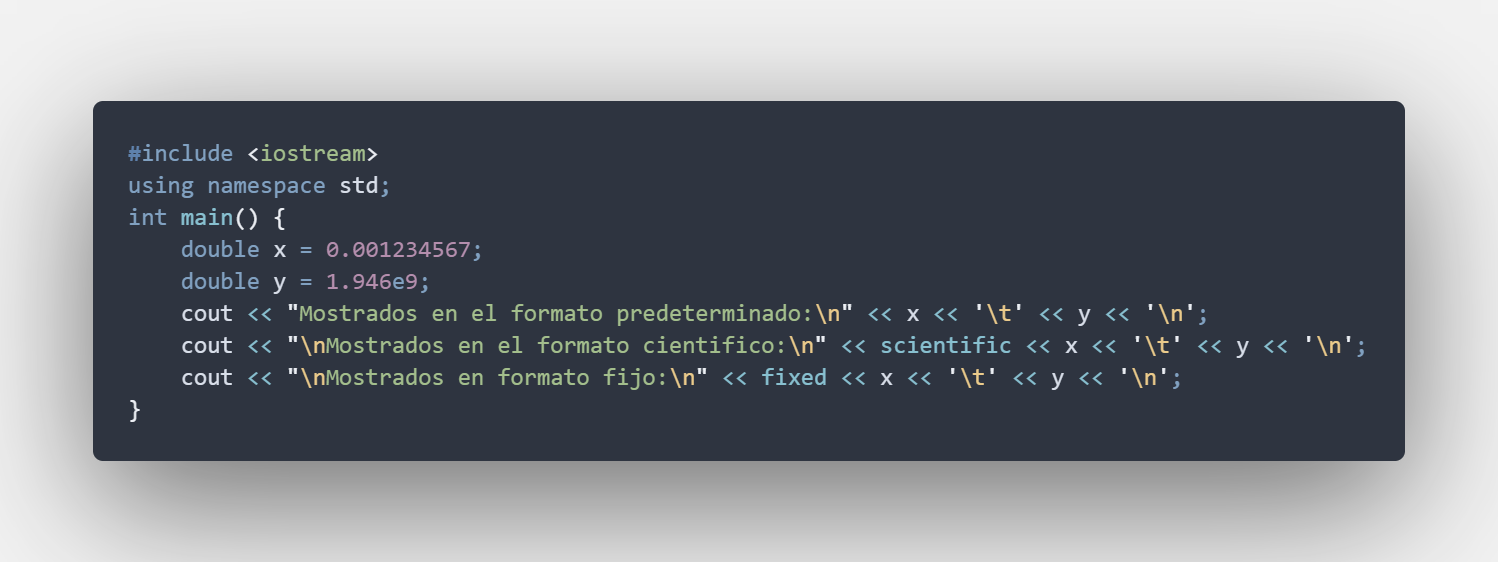 #include <iostream>
using namespace std;
int main() {
    double x = 0.001234567;
    double y = 1.946e9;
    cout << "Mostrados en el formato predeterminado:\n" << x << '\t' << y << '\n';
    cout << "\nMostrados en el formato cientifico:\n" << scientific << x << '\t' << y << '\n';
    cout << "\nMostrados en formato fijo:\n" << fixed << x << '\t' << y << '\n';
}